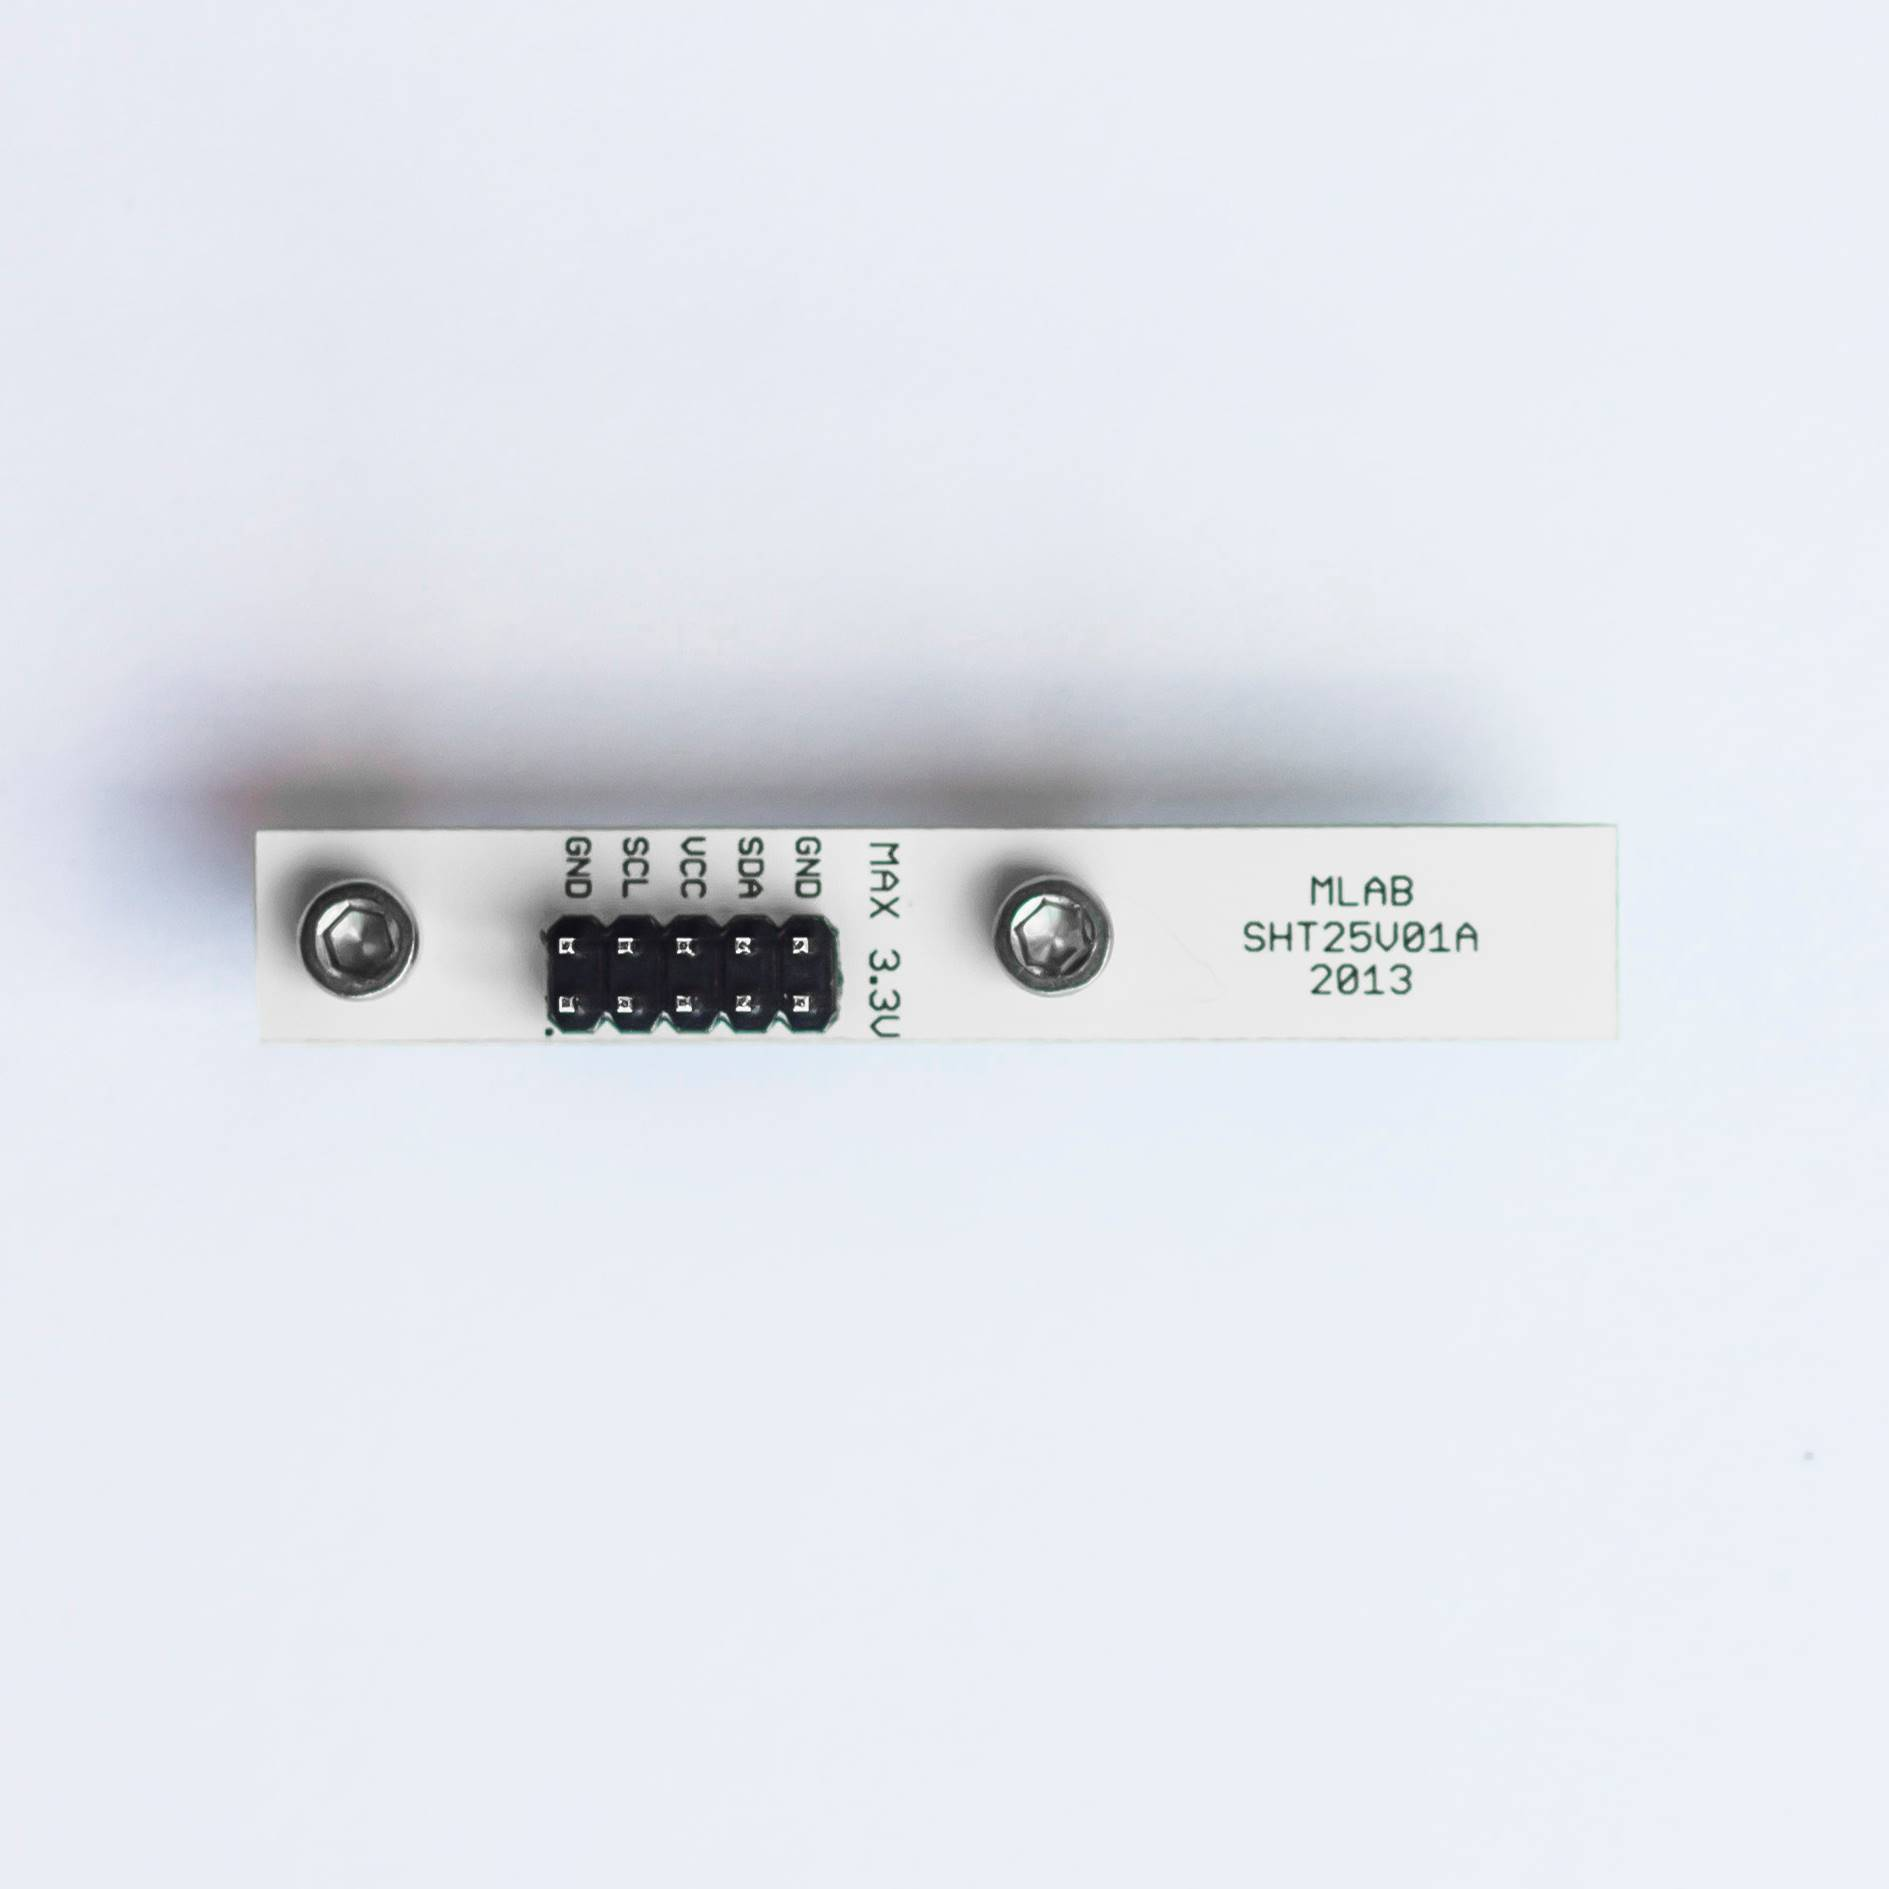 GND
SCL
VCC
SDA
GND
MAX 3.3V
MLAB
SHT25V01A
2013